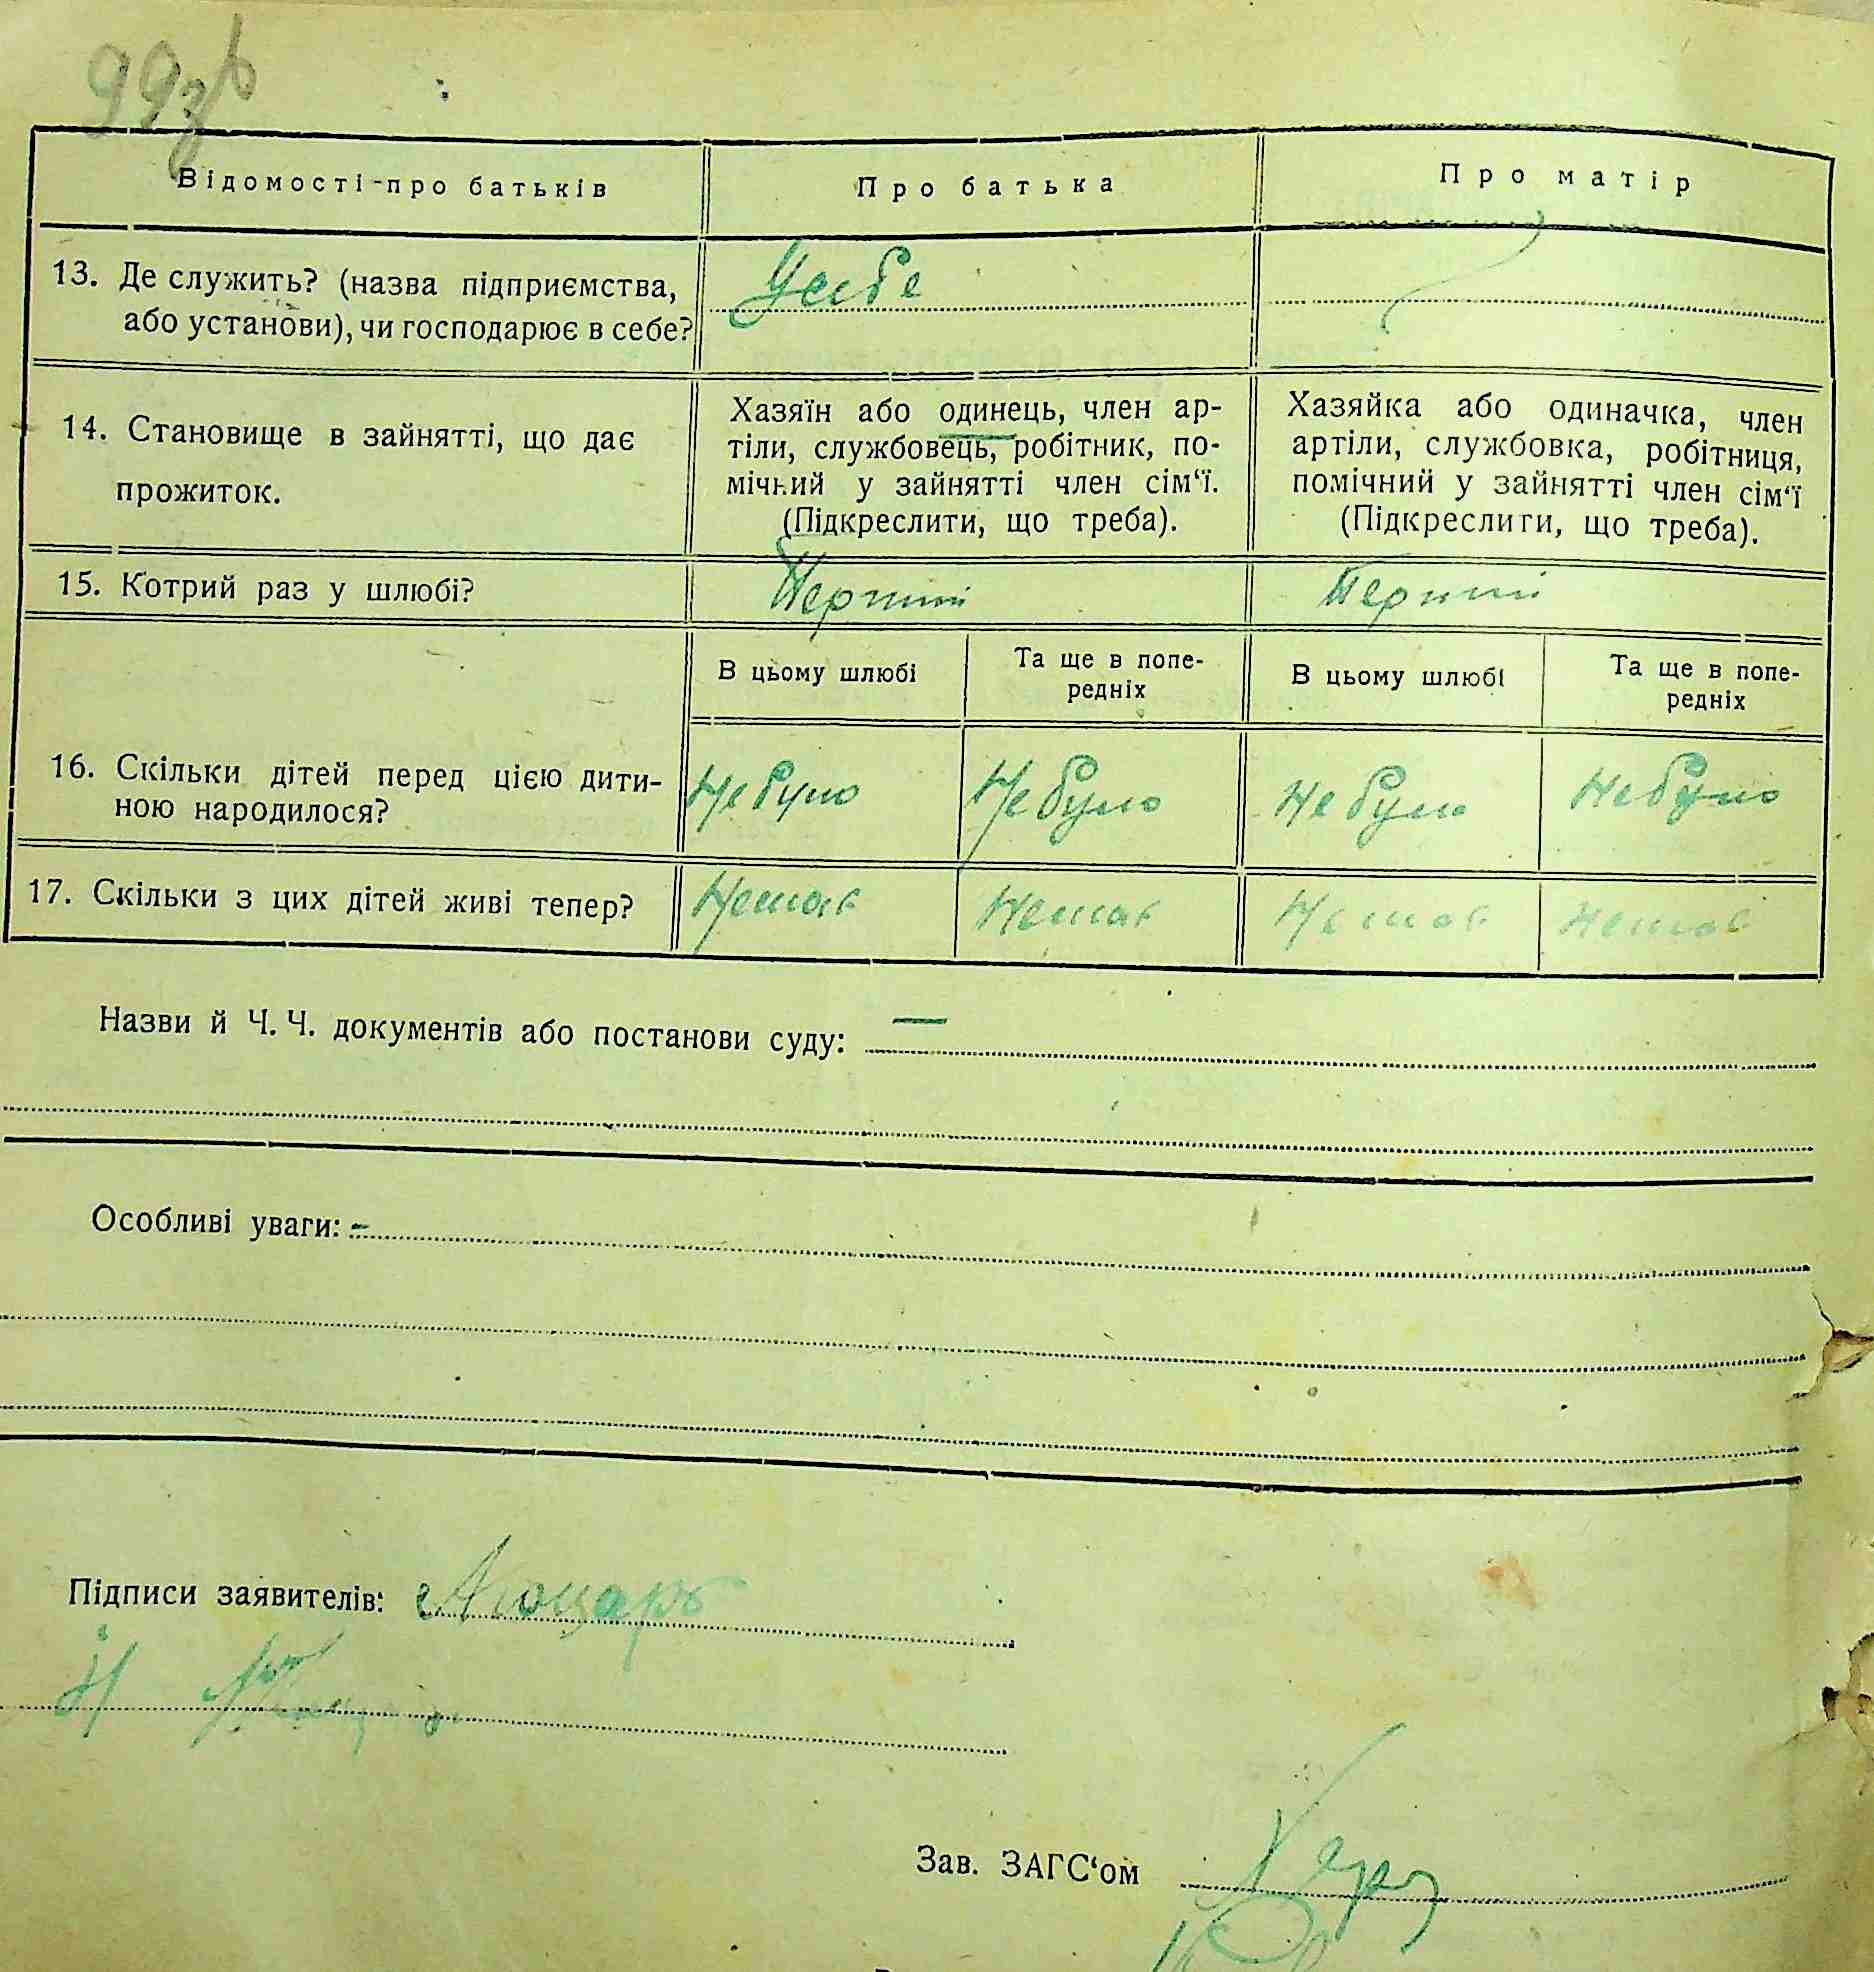 99зв
Відомості про батьків Про батька Про матір
13. Де служить? (назва підприємства, Усебе
або установи), чи господарює в себе?
14. Становище в зайнятті, що дає
прожиток.
Хазяїн або одинець, член ар-
тіли, службовець, робітник, по-
мічний у зайнятті член сім‘ї.
(Підкреслити, що треба).
Хазяйка або одиначка, член
артіли, службовка, робітниця,
помічний у зайнятті член сім‘ї
(Підкреслити, що треба).
15. Котрий раз у шлюбі? Перший Перший
В цьому шлюбі Та ще в попе-
редніх В цьому шлюбі Та ще в попе-
редніх
16. Скільки дітей перед цією дити-
ною народилося? Не було Не було Не було Не було
17. Скільки з цих дітей живі тепер? Немає Немає Немає Немає
Назви й Ч. Ч. документів або постанови суду: —
Особливі уваги: -
Підписи заявителів:
Зав. ЗАГС‘ом